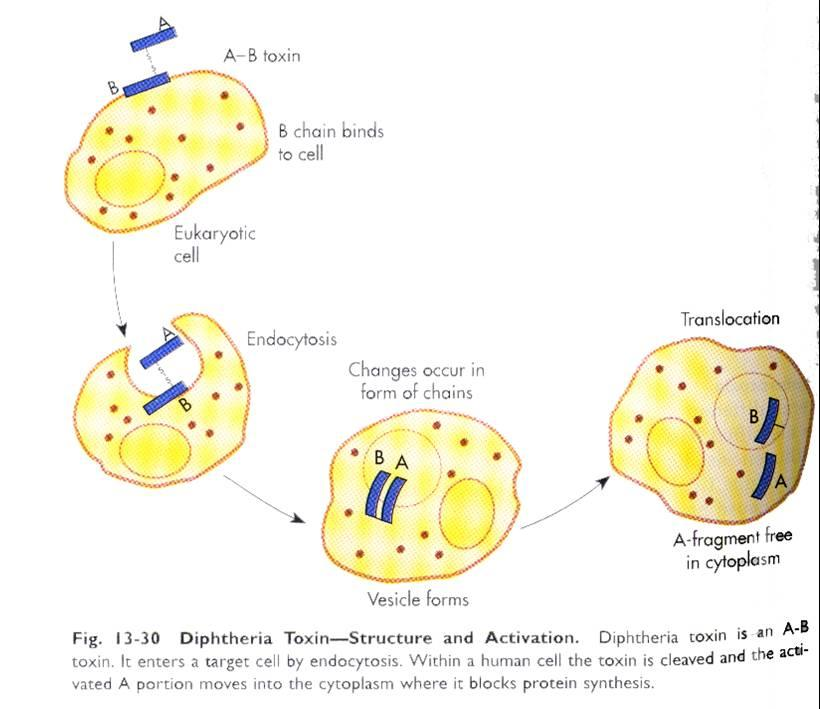 A
A–B toxin
B
B chain binds
to cell
Eukaryotic
cell
A
Endocytosis
B
Changes occur in
form of chains
B A
Vesicle forms
Translocation
B
A
A-fragment free
in cytoplasm
Fig. 13-30 Diphtheria Toxin—Structure and Activation. Diphtheria toxin is an A-B
toxin. It enters a target cell by endocytosis. Within a human cell the toxin is cleaved and the acti-
vated A portion moves into the cytoplasm where it blocks protein synthesis.